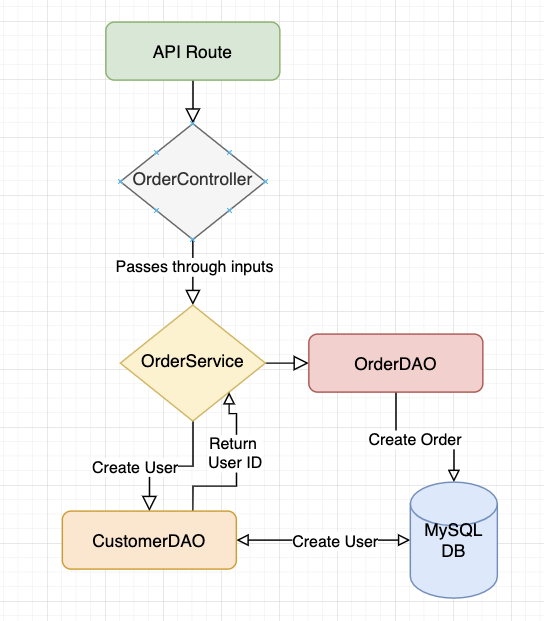 API Route
OrderController
Passes through inputs
OrderService
OrderDAO
Create Order
Return
User ID
Create User
CustomerDAO
Create User
MySQL
DB